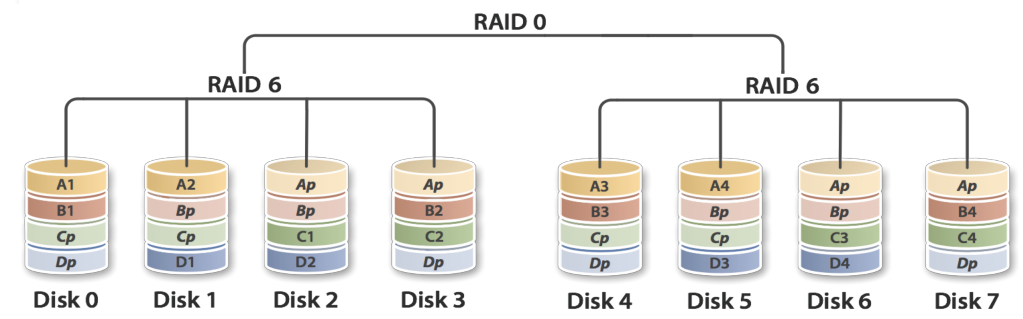 RAID 0
RAID 6 RAID 6
A1 A2 Ap Ap A3 A4 Ap Ap
B1 Bp Bp B2 B3 Bp Bp B4
Cp Cp C1 C2 Cp Cp C3 C4
Dp D1 D2 Dp Dp D3 D4 Dp
Disk 0 Disk 1 Disk 2 Disk 3 Disk 4 Disk 5 Disk 6 Disk 7